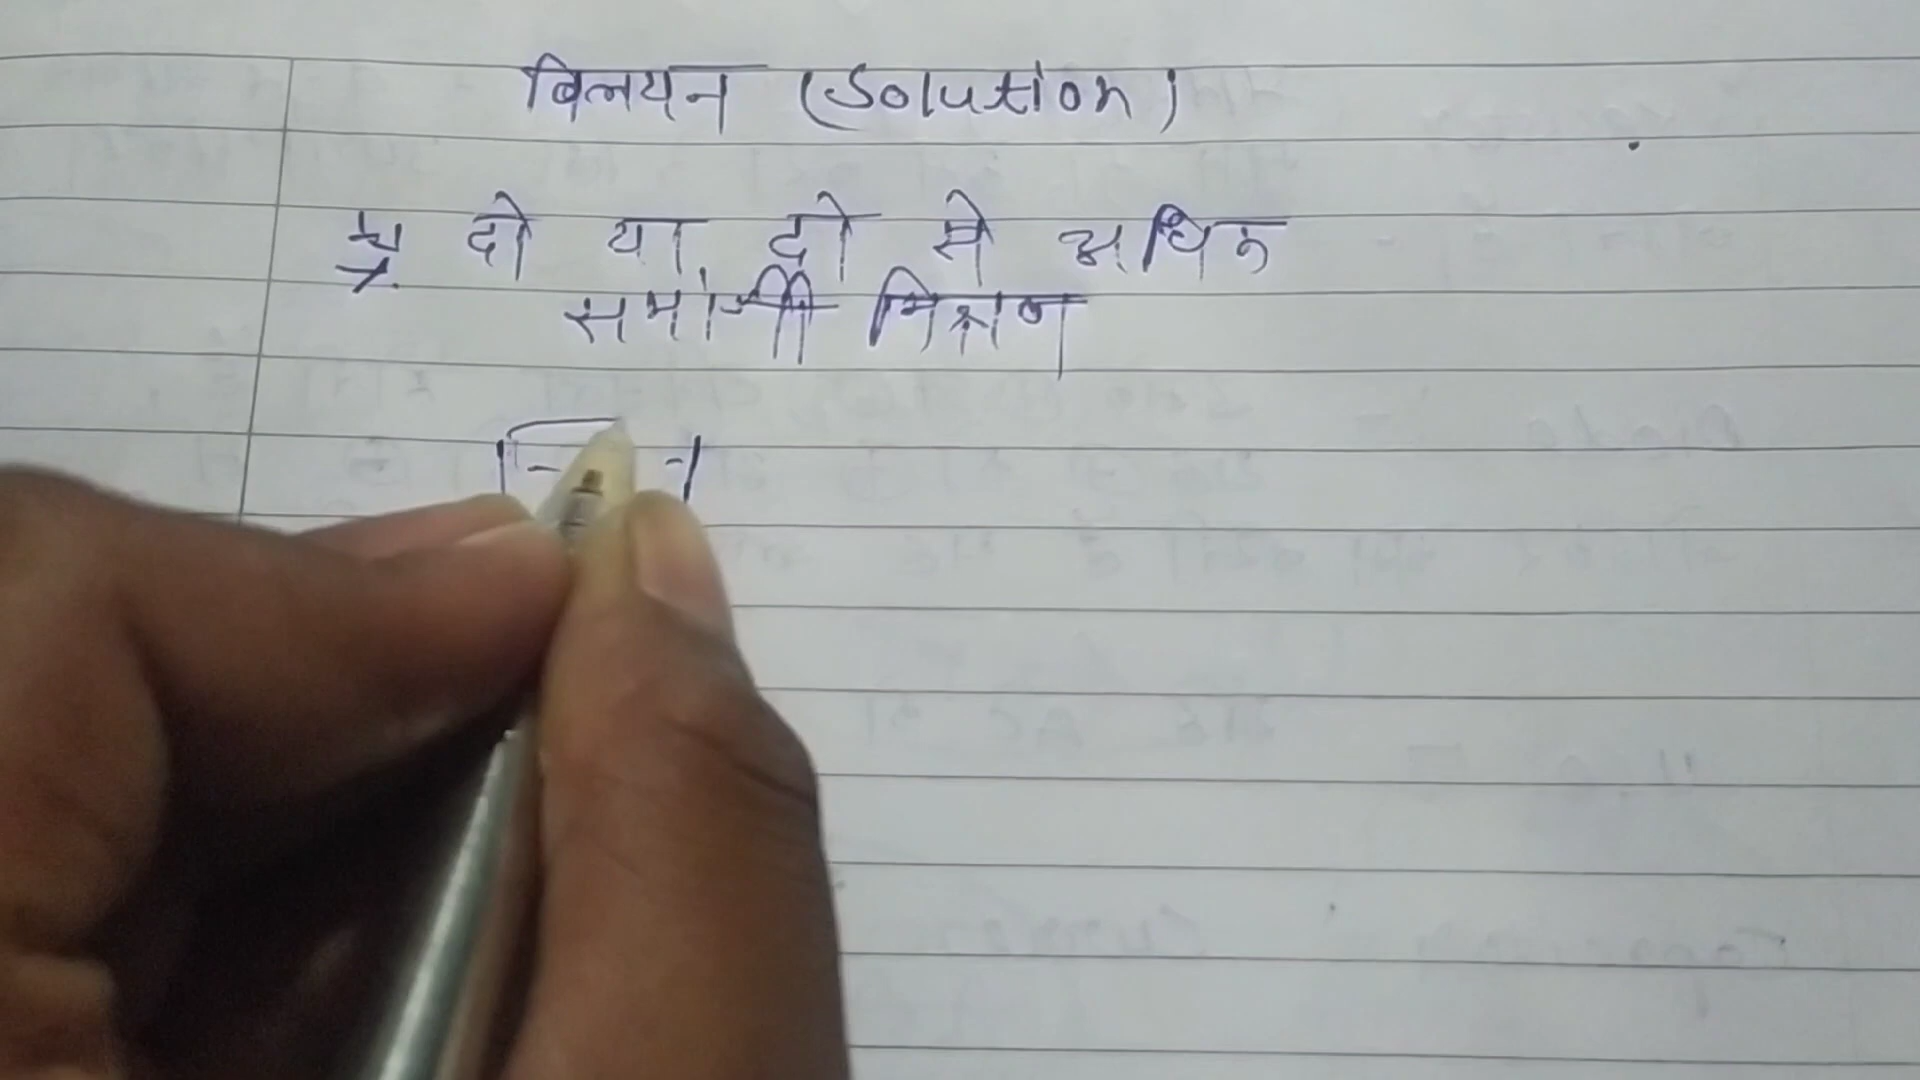 विलयन (Solution)
दो या दो से अधिक
समांगी मिश्रण